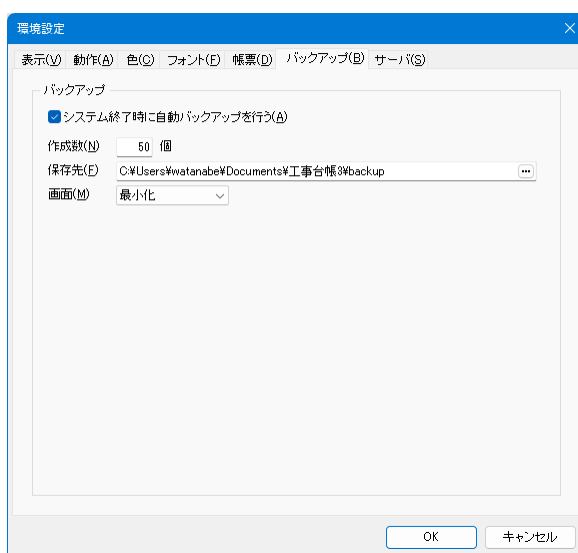 環境設定
表示(V) 動作(A) 色(C) フォント(F) 帳票(D) バックアップ(B) サーバ(S)
バックアップ
システム終了時に自動バックアップを行う(A)
作成数(N) 50 個
保存先(F) C:¥Users¥watanabe¥Documents¥工事台帳3¥backup ...
画面(M) 最小化
OK キャンセル